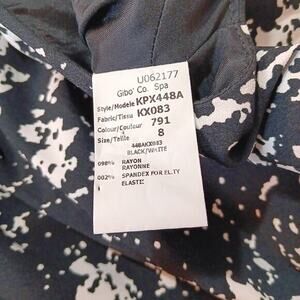 U062177
Gibo' Co. Spa
Style/Modele KPX448A
Fabric/Tissu KX083
Colour/Couleur 791
Size/Taille 8
448AKX083
BLACK/WHITE
098% RAYON
RAYONNE
002% SPANDEX FOR ELTY
ELASTIC